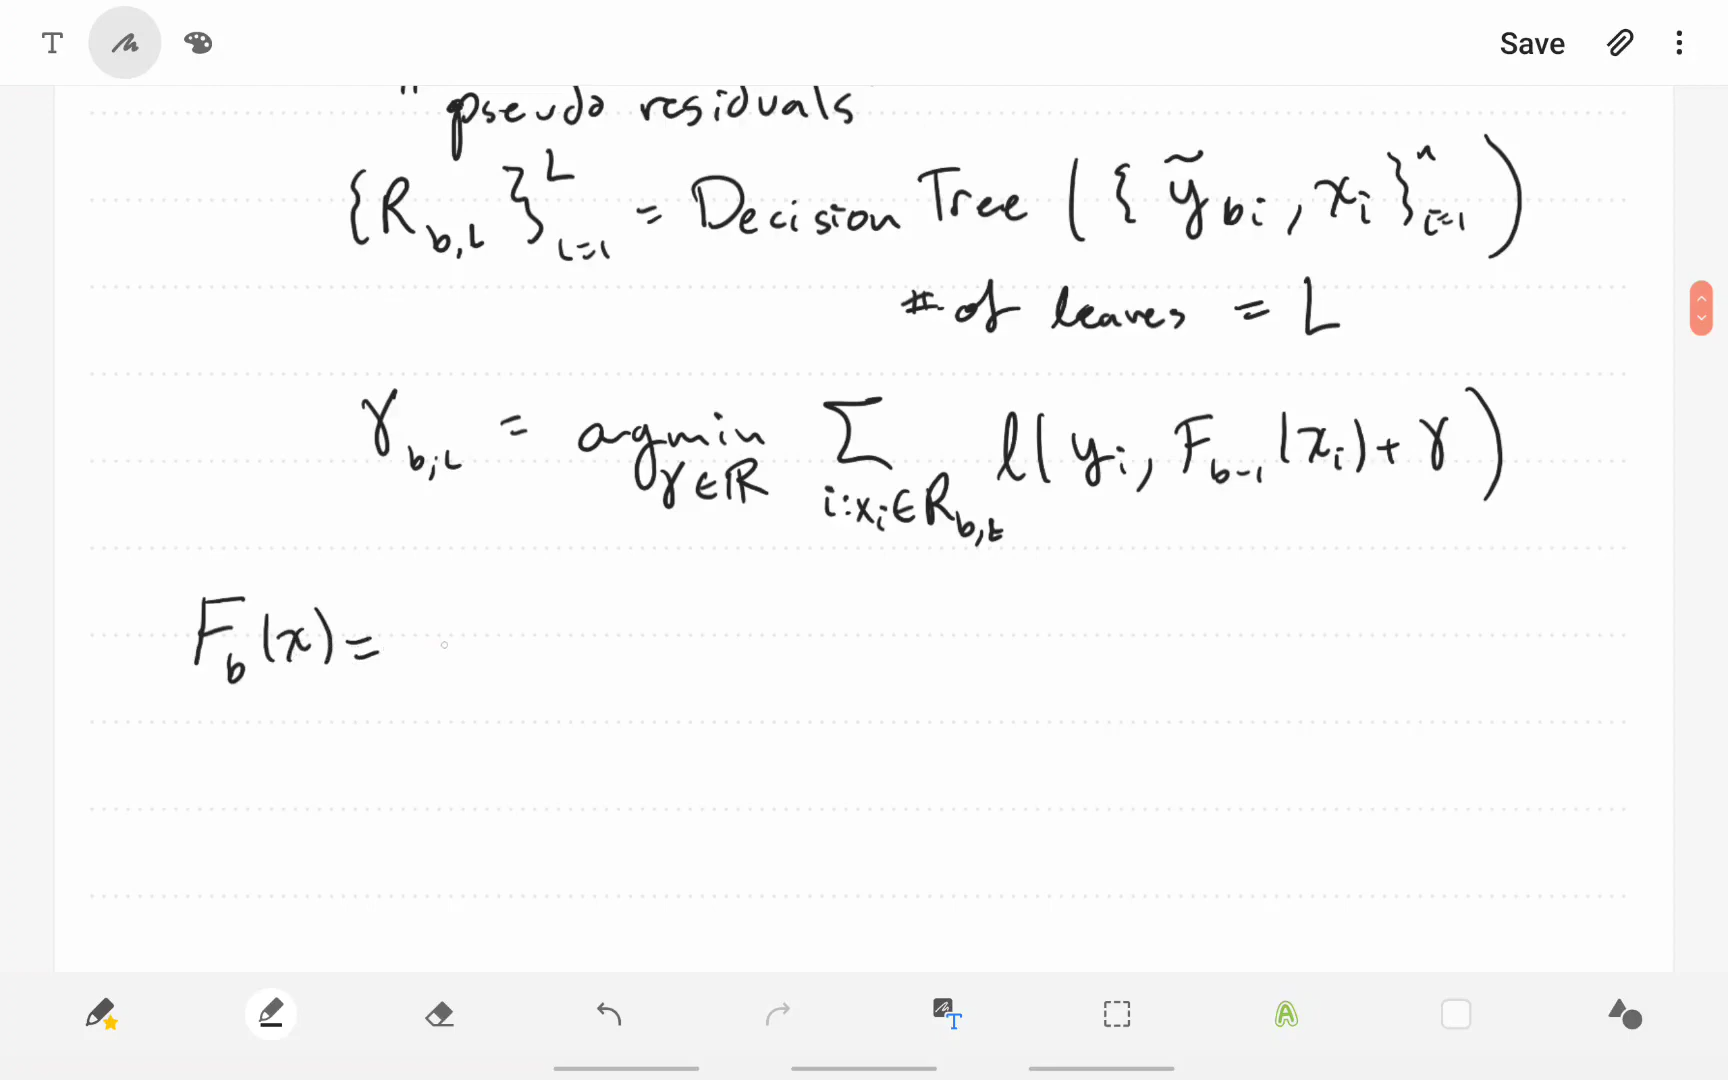 Save
"pseudo residuals"
{R_{b,L}}_{L=1}^{L} = Decision Tree ({ỹ_{bi}, x_i}_{i=1}^{n})
# of leaves = L
γ_{b,L} = argmin_{γ∈ℝ} Σ_{i:x_i∈R_{b,L}} l(y_i, F_{b-1}(x_i) + γ)
F_b(x) =